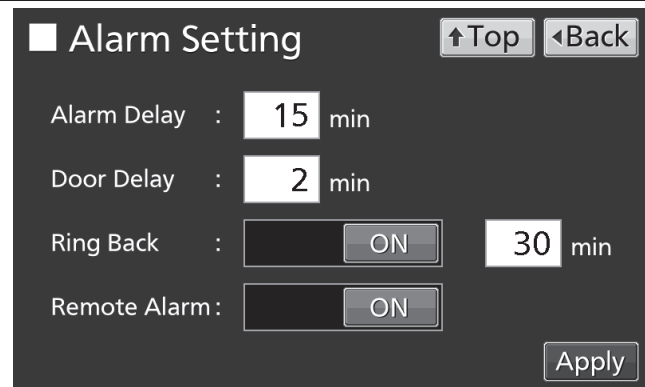 ■ Alarm Setting ↑Top ◂Back
Alarm Delay : 15 min
Door Delay : 2 min
Ring Back : ON 30 min
Remote Alarm : ON
Apply